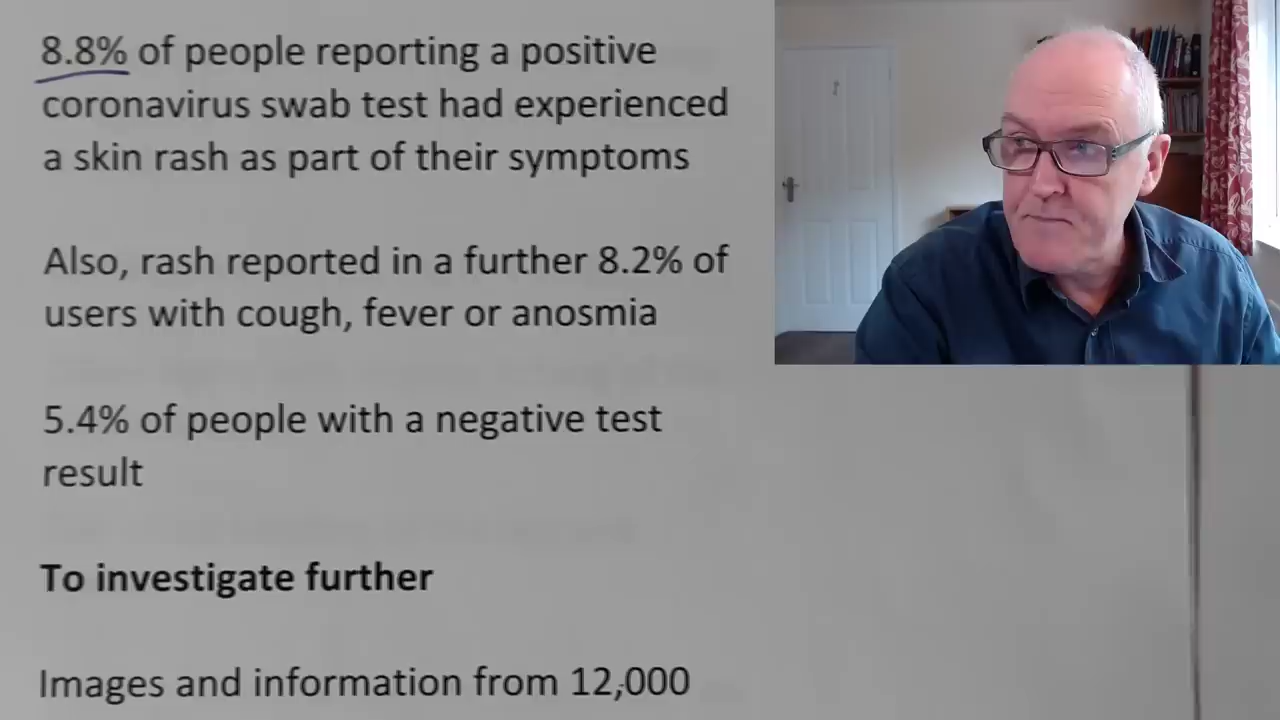 8.8% of people reporting a positive
coronavirus swab test had experienced
a skin rash as part of their symptoms
Also, rash reported in a further 8.2% of
users with cough, fever or anosmia
5.4% of people with a negative test
result
To investigate further
Images and information from 12,000